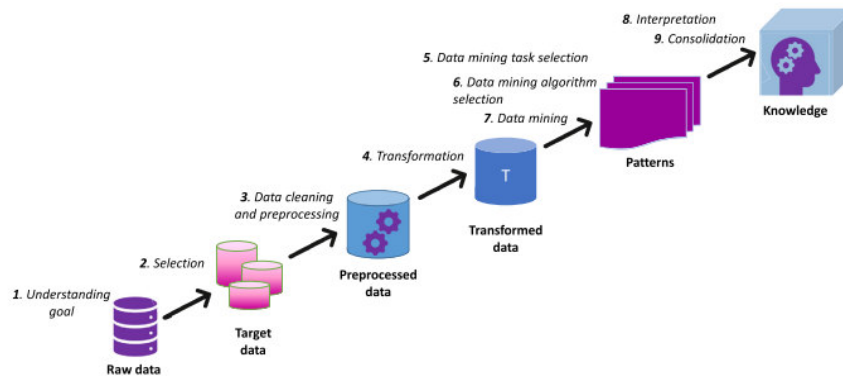 8. Interpretation
9. Consolidation
5. Data mining task selection
6. Data mining algorithm
selection
7. Data mining
Knowledge
4. Transformation
T
Patterns
3. Data cleaning
and preprocessing
Transformed
data
2. Selection
Preprocessed
data
1. Understanding
goal
Target
data
Raw data